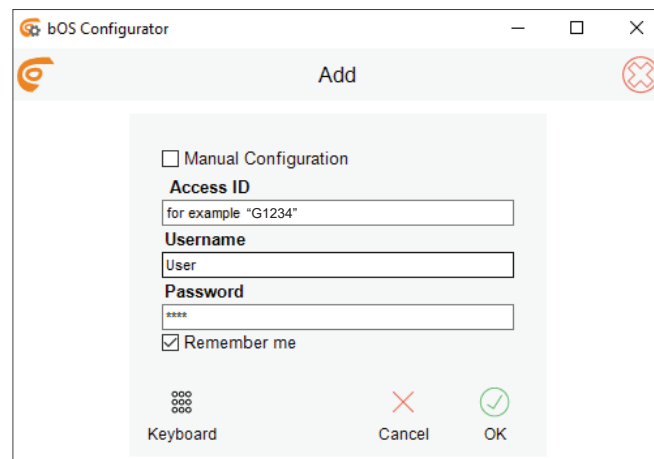 bOS Configurator
Add
Manual Configuration
Access ID
for example “G1234”
Username
User
Password
****
Remember me
Keyboard Cancel OK